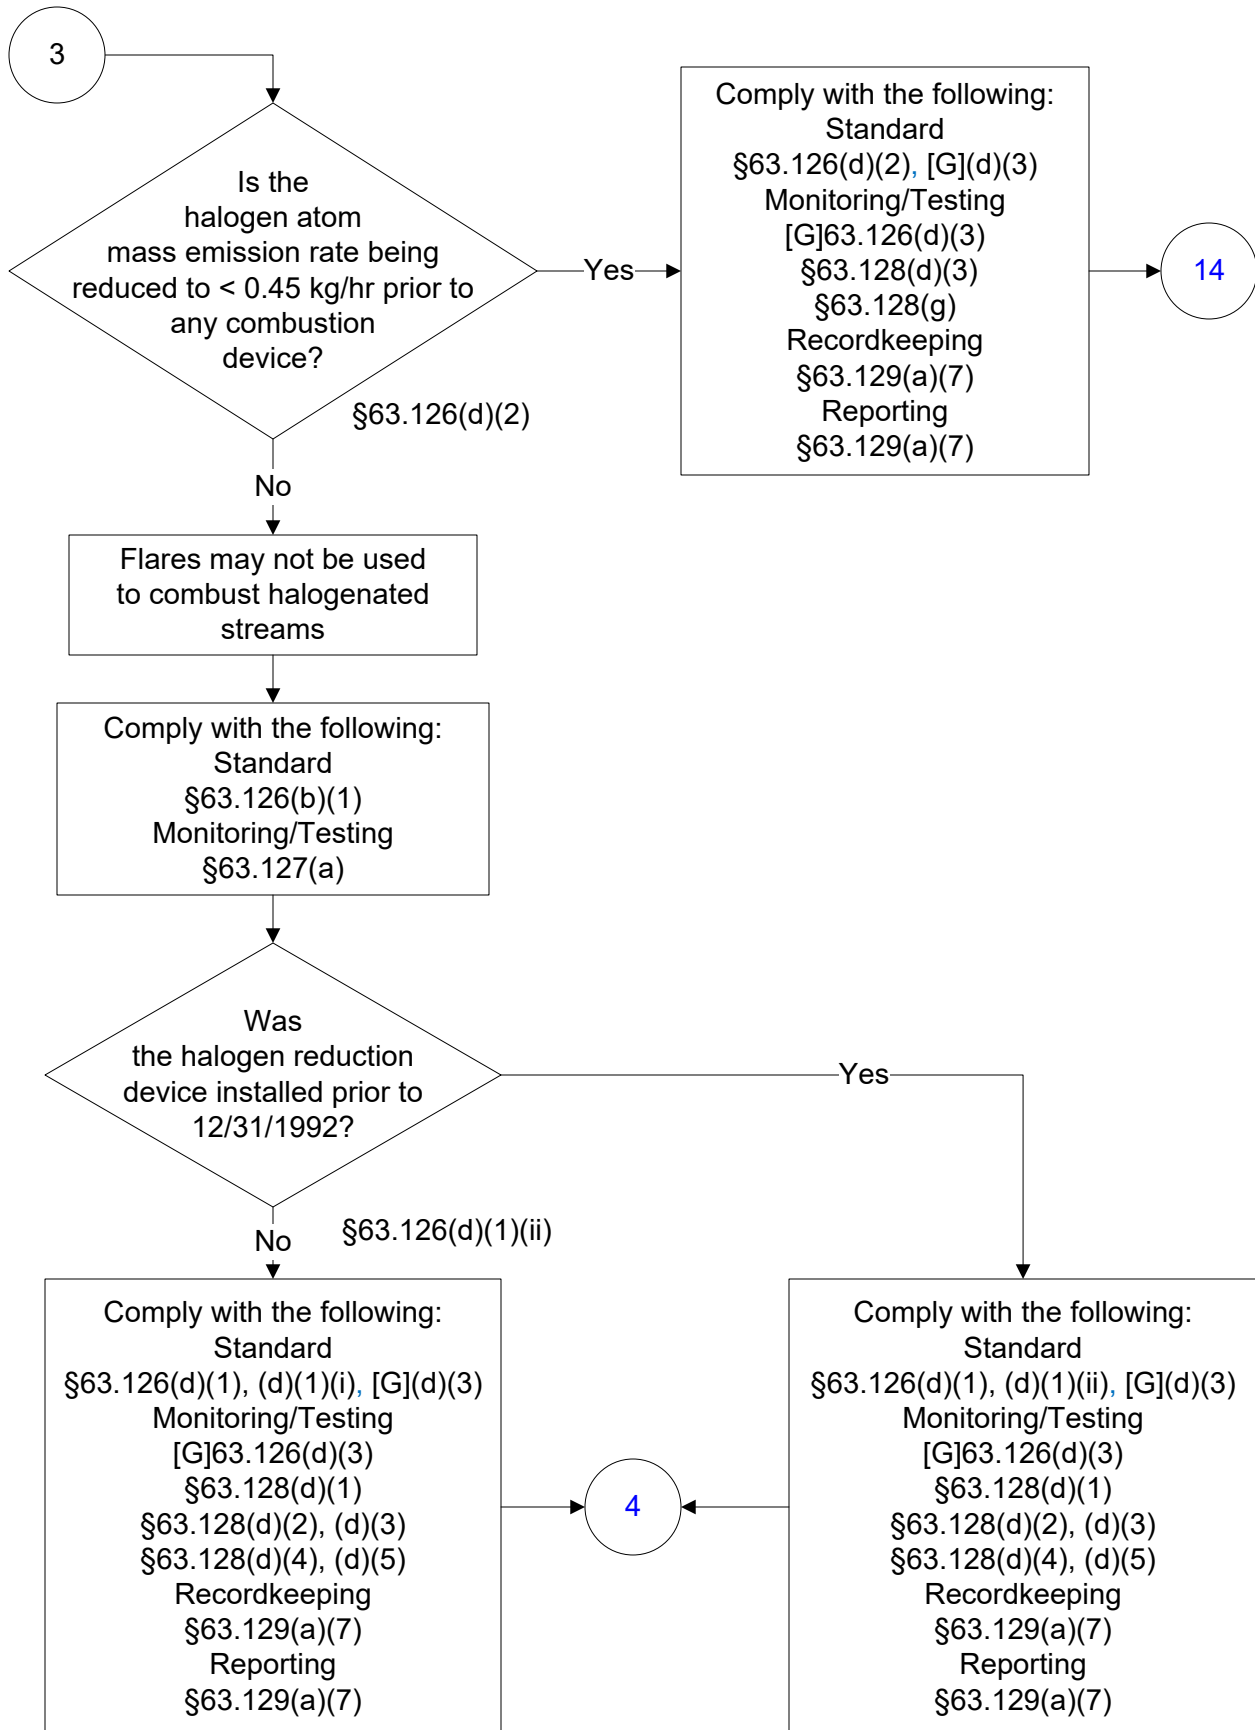 3
Is the
halogen atom
mass emission rate being
reduced to < 0.45 kg/hr prior to
any combustion
device?
§63.126(d)(2)
Yes
Comply with the following:
Standard
§63.126(d)(2), [G](d)(3)
Monitoring/Testing
[G]63.126(d)(3)
§63.128(d)(3)
§63.128(g)
Recordkeeping
§63.129(a)(7)
Reporting
§63.129(a)(7)
14
No
Flares may not be used
to combust halogenated
streams
Comply with the following:
Standard
§63.126(b)(1)
Monitoring/Testing
§63.127(a)
Was
the halogen reduction
device installed prior to
12/31/1992?
§63.126(d)(1)(ii)
Yes
No
Comply with the following:
Standard
§63.126(d)(1), (d)(1)(i), [G](d)(3)
Monitoring/Testing
[G]63.126(d)(3)
§63.128(d)(1)
§63.128(d)(2), (d)(3)
§63.128(d)(4), (d)(5)
Recordkeeping
§63.129(a)(7)
Reporting
§63.129(a)(7)
4
Comply with the following:
Standard
§63.126(d)(1), (d)(1)(ii), [G](d)(3)
Monitoring/Testing
[G]63.126(d)(3)
§63.128(d)(1)
§63.128(d)(2), (d)(3)
§63.128(d)(4), (d)(5)
Recordkeeping
§63.129(a)(7)
Reporting
§63.129(a)(7)